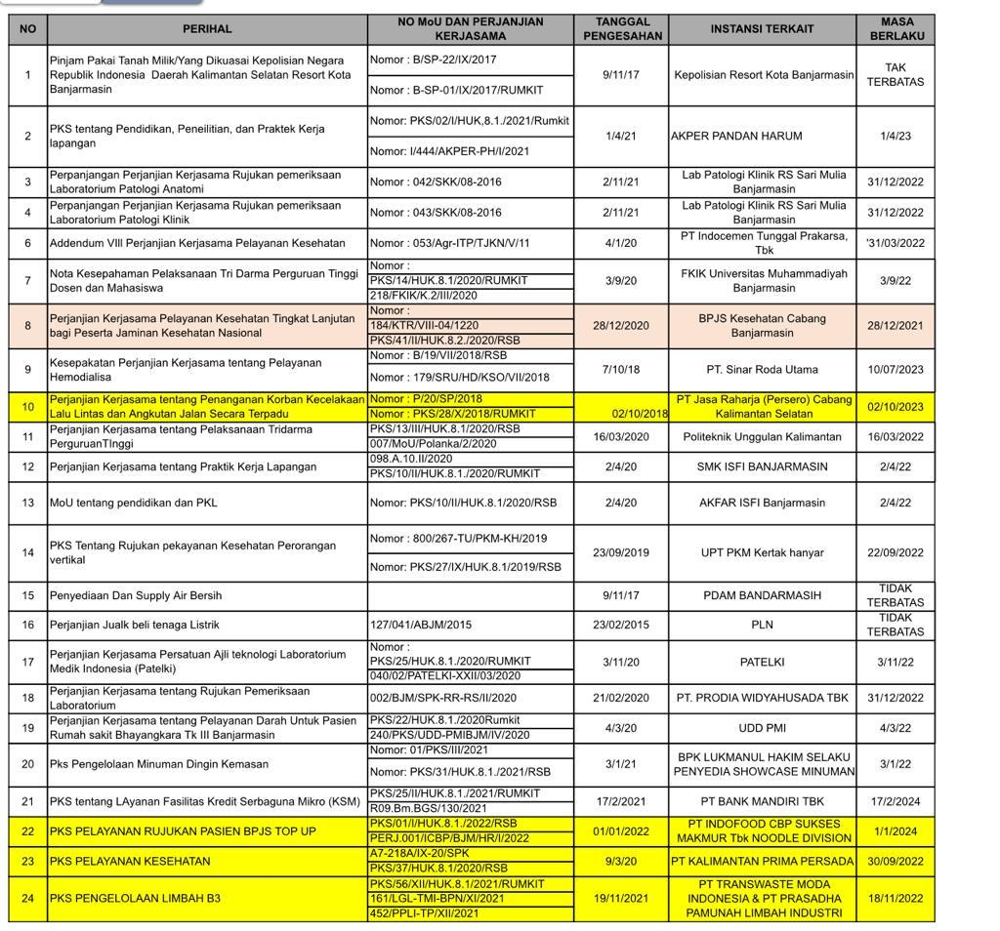 NO
PERIHAL
NO MoU DAN PERJANJIAN
KERJASAMA
TANGGAL
PENGESAHAN
INSTANSI TERKAIT
MASA
BERLAKU
1
Pinjam Pakai Tanah Milik/Yang Dikuasai Kepolisian Negara
Republik Indonesia  Daerah Kalimantan Selatan Resort Kota
Banjarmasin
Nomor : B/SP-22/IX/2017
Nomor : B-SP-01/IX/2017/RUMKIT
9/11/17
Kepolisian Resort Kota Banjarmasin
TAK
TERBATAS
2
PKS tentang Pendidikan, Peneilitian, dan Praktek Kerja
lapangan
Nomor: PKS/02/I/HUK,8.1./2021/Rumkit
Nomor: I/444/AKPER-PH/I/2021
1/4/21
AKPER PANDAN HARUM
1/4/23
3
Perpanjangan Perjanjian Kerjasama Rujukan pemeriksaan
Laboratorium Patologi Anatomi
Nomor : 042/SKK/08-2016
2/11/21
Lab Patologi Klinik RS Sari Mulia
Banjarmasin
31/12/2022
4
Perpanjangan Perjanjian Kerjasama Rujukan pemeriksaan
Laboratorium Patologi Klinik
Nomor : 043/SKK/08-2016
2/11/21
Lab Patologi Klinik RS Sari Mulia
Banjarmasin
31/12/2022
6
Addendum VIII Perjanjian Kerjasama Pelayanan Kesehatan
Nomor : 053/Agr-ITP/TJKN/V/11
4/1/20
PT Indocemen Tunggal Prakarsa,
Tbk
'31/03/2022
7
Nota Kesepahaman Pelaksanaan Tri Darma Perguruan Tinggi
Dosen dan Mahasiswa
Nomor :
PKS/14/HUK.8.1/2020/RUMKIT
218/FKIK/K.2/III/2020
3/9/20
FKIK Universitas Muhammadiyah
Banjarmasin
3/9/22
8
Perjanjian Kerjasama Pelayanan Kesehatan Tingkat Lanjutan
bagi Peserta Jaminan Kesehatan Nasional
Nomor :
184/KTR/VIII-04/1220
PKS/41/II/HUK.8.2./2020/RSB
28/12/2020
BPJS Kesehatan Cabang
Banjarmasin
28/12/2021
9
Kesepakatan Perjanjian Kerjasama tentang Pelayanan
Hemodialisa
Nomor : B/19/VII/2018/RSB
Nomor : 179/SRU/HD/KSO/VII/2018
7/10/18
PT. Sinar Roda Utama
10/07/2023
10
Perjanjian Kerjasama tentang Penanganan Korban Kecelakaan
Lalu Lintas dan Angkutan Jalan Secara Terpadu
Nomor : P/20/SP/2018
Nomor : PKS/28/X/2018/RUMKIT
02/10/2018
PT Jasa Raharja (Persero) Cabang
Kalimantan Selatan
02/10/2023
11
Perjanjian Kerjasama tentang Pelaksanaan Tridarma
PerguruanTInggi
PKS/13/III/HUK.8.1/2020/RSB
007/MoU/Polanka/2/2020
16/03/2020
Politeknik Unggulan Kalimantan
16/03/2022
12
Perjanjian Kerjasama tentang Praktik Kerja Lapangan
098.A.10.II/2020
PKS/10/II/HUK.8.1./2020/RUMKIT
2/4/20
SMK ISFI BANJARMASIN
2/4/22
13
MoU tentang pendidikan dan PKL
Nomor: PKS/10/II/HUK.8.1./2020/RSB
2/4/20
AKFAR ISFI Banjarmasin
2/4/22
14
PKS Tentang Rujukan pekayanan Kesehatan Perorangan
vertikal
Nomor : 800/267-TU/PKM-KH/2019
Nomor: PKS/27/IX/HUK.8.1/2019/RSB
23/09/2019
UPT PKM Kertak hanyar
22/09/2022
15
Penyediaan Dan Supply Air Bersih
9/11/17
PDAM BANDARMASIH
TIDAK
TERBATAS
16
Perjanjian Jualk beli tenaga Listrik
127/041/ABJM/2015
23/02/2015
PLN
TIDAK
TERBATAS
17
Perjanjian Kerjasama Persatuan Ajli teknologi Laboratorium
Medik Indonesia (Patelki)
Nomor :
PKS/25/HUK.8.1./2020/RUMKIT
040/02/PATELKI-XXII/03/2020
3/11/20
PATELKI
3/11/22
18
Perjanjian Kerjasama tentang Rujukan Pemeriksaan
Laboratorium
002/BJM/SPK-RR-RS/II/2020
21/02/2020
PT. PRODIA WIDYAHUSADA TBK
31/12/2022
19
Perjanjian Kerjasama tentang Pelayanan Darah Untuk Pasien
Rumah sakit Bhayangkara Tk III Banjarmasin
PKS/22/HUK.8.1./2020Rumkit
240/PKS/UDD-PMIBJM/IV/2020
4/3/20
UDD PMI
4/3/22
20
Pks Pengelolaan Minuman Dingin Kemasan
Nomor: 01/PKS/III/2021
Nomor: PKS/31/HUK.8.1./2021/RSB
3/1/21
BPK LUKMANUL HAKIM SELAKU
PENYEDIA SHOWCASE MINUMAN
3/1/22
21
PKS tentang LAyanan Fasilitas Kredit Serbaguna Mikro (KSM)
PKS/25/II/HUK.8.1./2021/RUMKIT
R09.Bm.BGS/130/2021
17/2/2021
PT BANK MANDIRI TBK
17/2/2024
22
PKS PELAYANAN RUJUKAN PASIEN BPJS TOP UP
PKS/01/I/HUK.8.1./2022/RSB
PERJ.001/ICBP/BJM/HR/I/2022
01/01/2022
PT INDOFOOD CBP SUKSES
MAKMUR Tbk NOODLE DIVISION
1/1/2024
23
PKS PELAYANAN KESEHATAN
A7-218A/IX-20/SPK
PKS/37/HUK.8.1/2020/RSB
9/3/20
PT KALIMANTAN PRIMA PERSADA
30/09/2022
24
PKS PENGELOLAAN LIMBAH B3
PKS/56/XII/HUK.8.1/2021/RUMKIT
161/LGL-TMI-BPN/XI/2021
452/PPLI-TP/XII/2021
19/11/2021
PT TRANSWASTE MODA
INDONESIA & PT PRASADHA
PAMUNAH LIMBAH INDUSTRI
18/11/2022